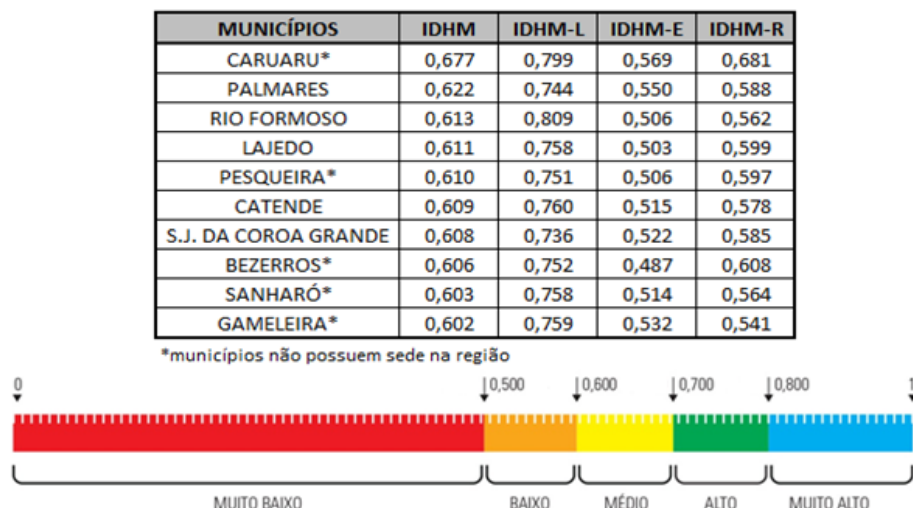 MUNICÍPIOS IDHM IDHM-L IDHM-E IDHM-R
CARUARU* 0,677 0,799 0,569 0,681
PALMARES 0,622 0,744 0,550 0,588
RIO FORMOSO 0,613 0,809 0,506 0,562
LAJEDO 0,611 0,758 0,503 0,599
PESQUEIRA* 0,610 0,751 0,506 0,597
CATENDE 0,609 0,760 0,515 0,578
S.J. DA COROA GRANDE 0,608 0,736 0,522 0,585
BEZERROS* 0,606 0,752 0,487 0,608
SANHARÓ* 0,603 0,758 0,514 0,564
GAMELEIRA* 0,602 0,759 0,532 0,541
*municípios não possuem sede na região
0 0,500 0,600 0,700 0,800 1
MUITO BAIXO BAIXO MÉDIO ALTO MUITO ALTO